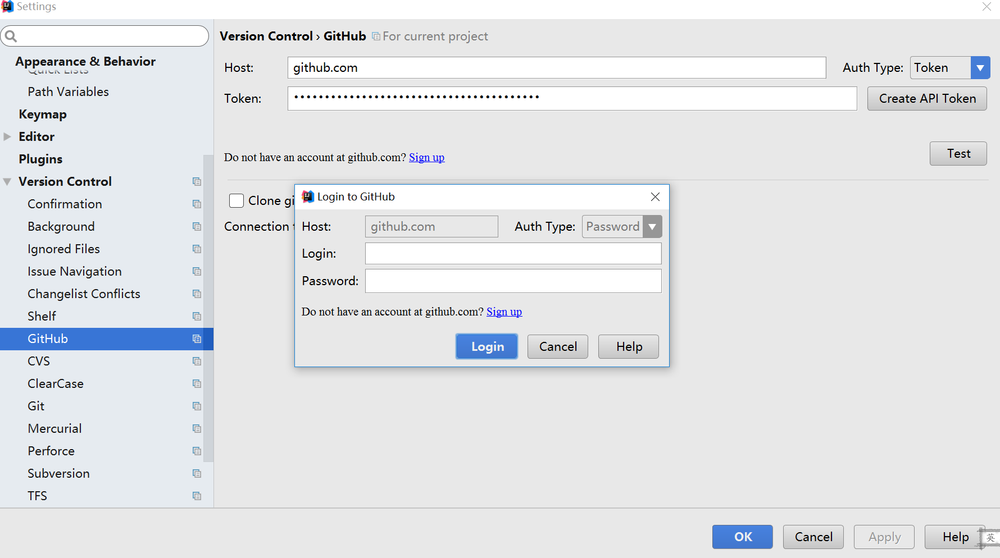 Settings
Version Control › GitHub For current project
Appearance & Behavior
Quick Lists
Path Variables
Keymap
Editor
Plugins
Version Control
Confirmation
Background
Ignored Files
Issue Navigation
Changelist Conflicts
Shelf
GitHub
CVS
ClearCase
Git
Mercurial
Perforce
Subversion
TFS
Host: github.com Auth Type: Token
Token: •••••••••••••••••••••••••••••••••••••••• Create API Token
Do not have an account at github.com? Sign up
Test
Clone gi
Connection
Login to GitHub
Host: github.com Auth Type: Password
Login:
Password:
Do not have an account at github.com? Sign up
Login Cancel Help
OK Cancel Apply Help
英